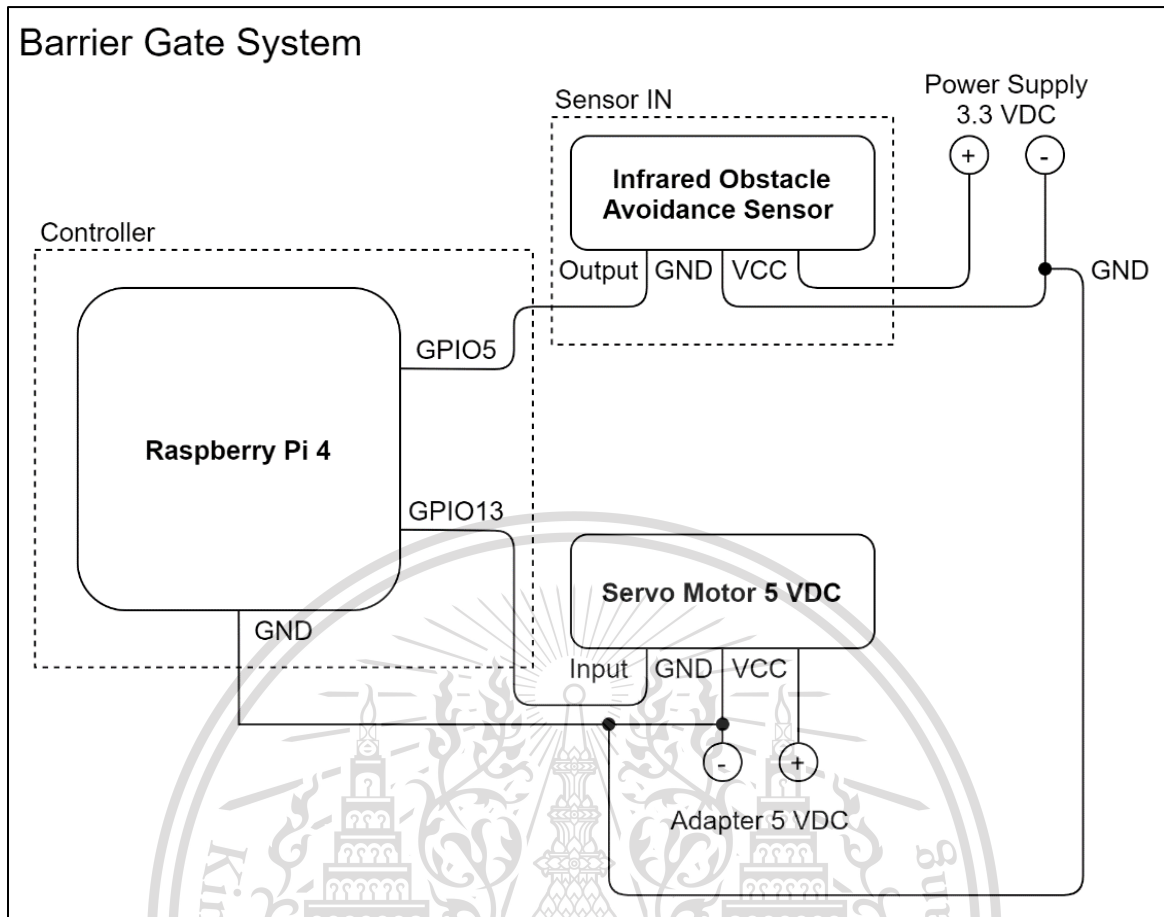 Barrier Gate System
Power Supply
3.3 VDC
+ -
Sensor IN
Infrared Obstacle
Avoidance Sensor
Output GND VCC
GND
Controller
Raspberry Pi 4
GPIO5
GPIO13
GND
Servo Motor 5 VDC
Input GND VCC
- +
Adapter 5 VDC